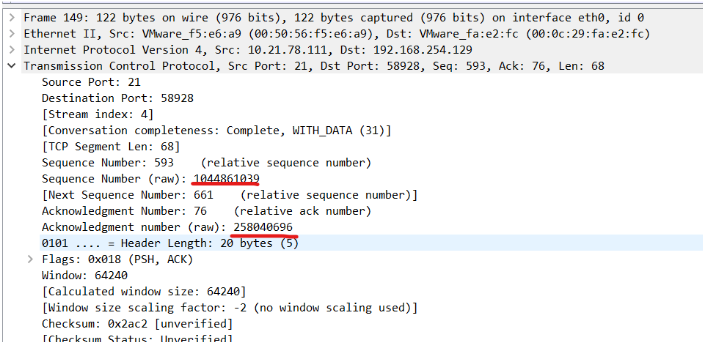 Frame 149: 122 bytes on wire (976 bits), 122 bytes captured (976 bits) on interface eth0, id 0
Ethernet II, Src: VMware_f5:e6:a9 (00:50:56:f5:e6:a9), Dst: VMware_fa:e2:fc (00:0c:29:fa:e2:fc)
Internet Protocol Version 4, Src: 10.21.78.111, Dst: 192.168.254.129
Transmission Control Protocol, Src Port: 21, Dst Port: 58928, Seq: 593, Ack: 76, Len: 68
Source Port: 21
Destination Port: 58928
[Stream index: 4]
[Conversation completeness: Complete, WITH_DATA (31)]
[TCP Segment Len: 68]
Sequence Number: 593    (relative sequence number)
Sequence Number (raw): 1044861039
[Next Sequence Number: 661    (relative sequence number)]
Acknowledgment Number: 76    (relative ack number)
Acknowledgment number (raw): 258040696
0101 .... = Header Length: 20 bytes (5)
Flags: 0x018 (PSH, ACK)
Window: 64240
[Calculated window size: 64240]
[Window size scaling factor: -2 (no window scaling used)]
Checksum: 0x2ac2 [unverified]
[Checksum Status: Unverified]